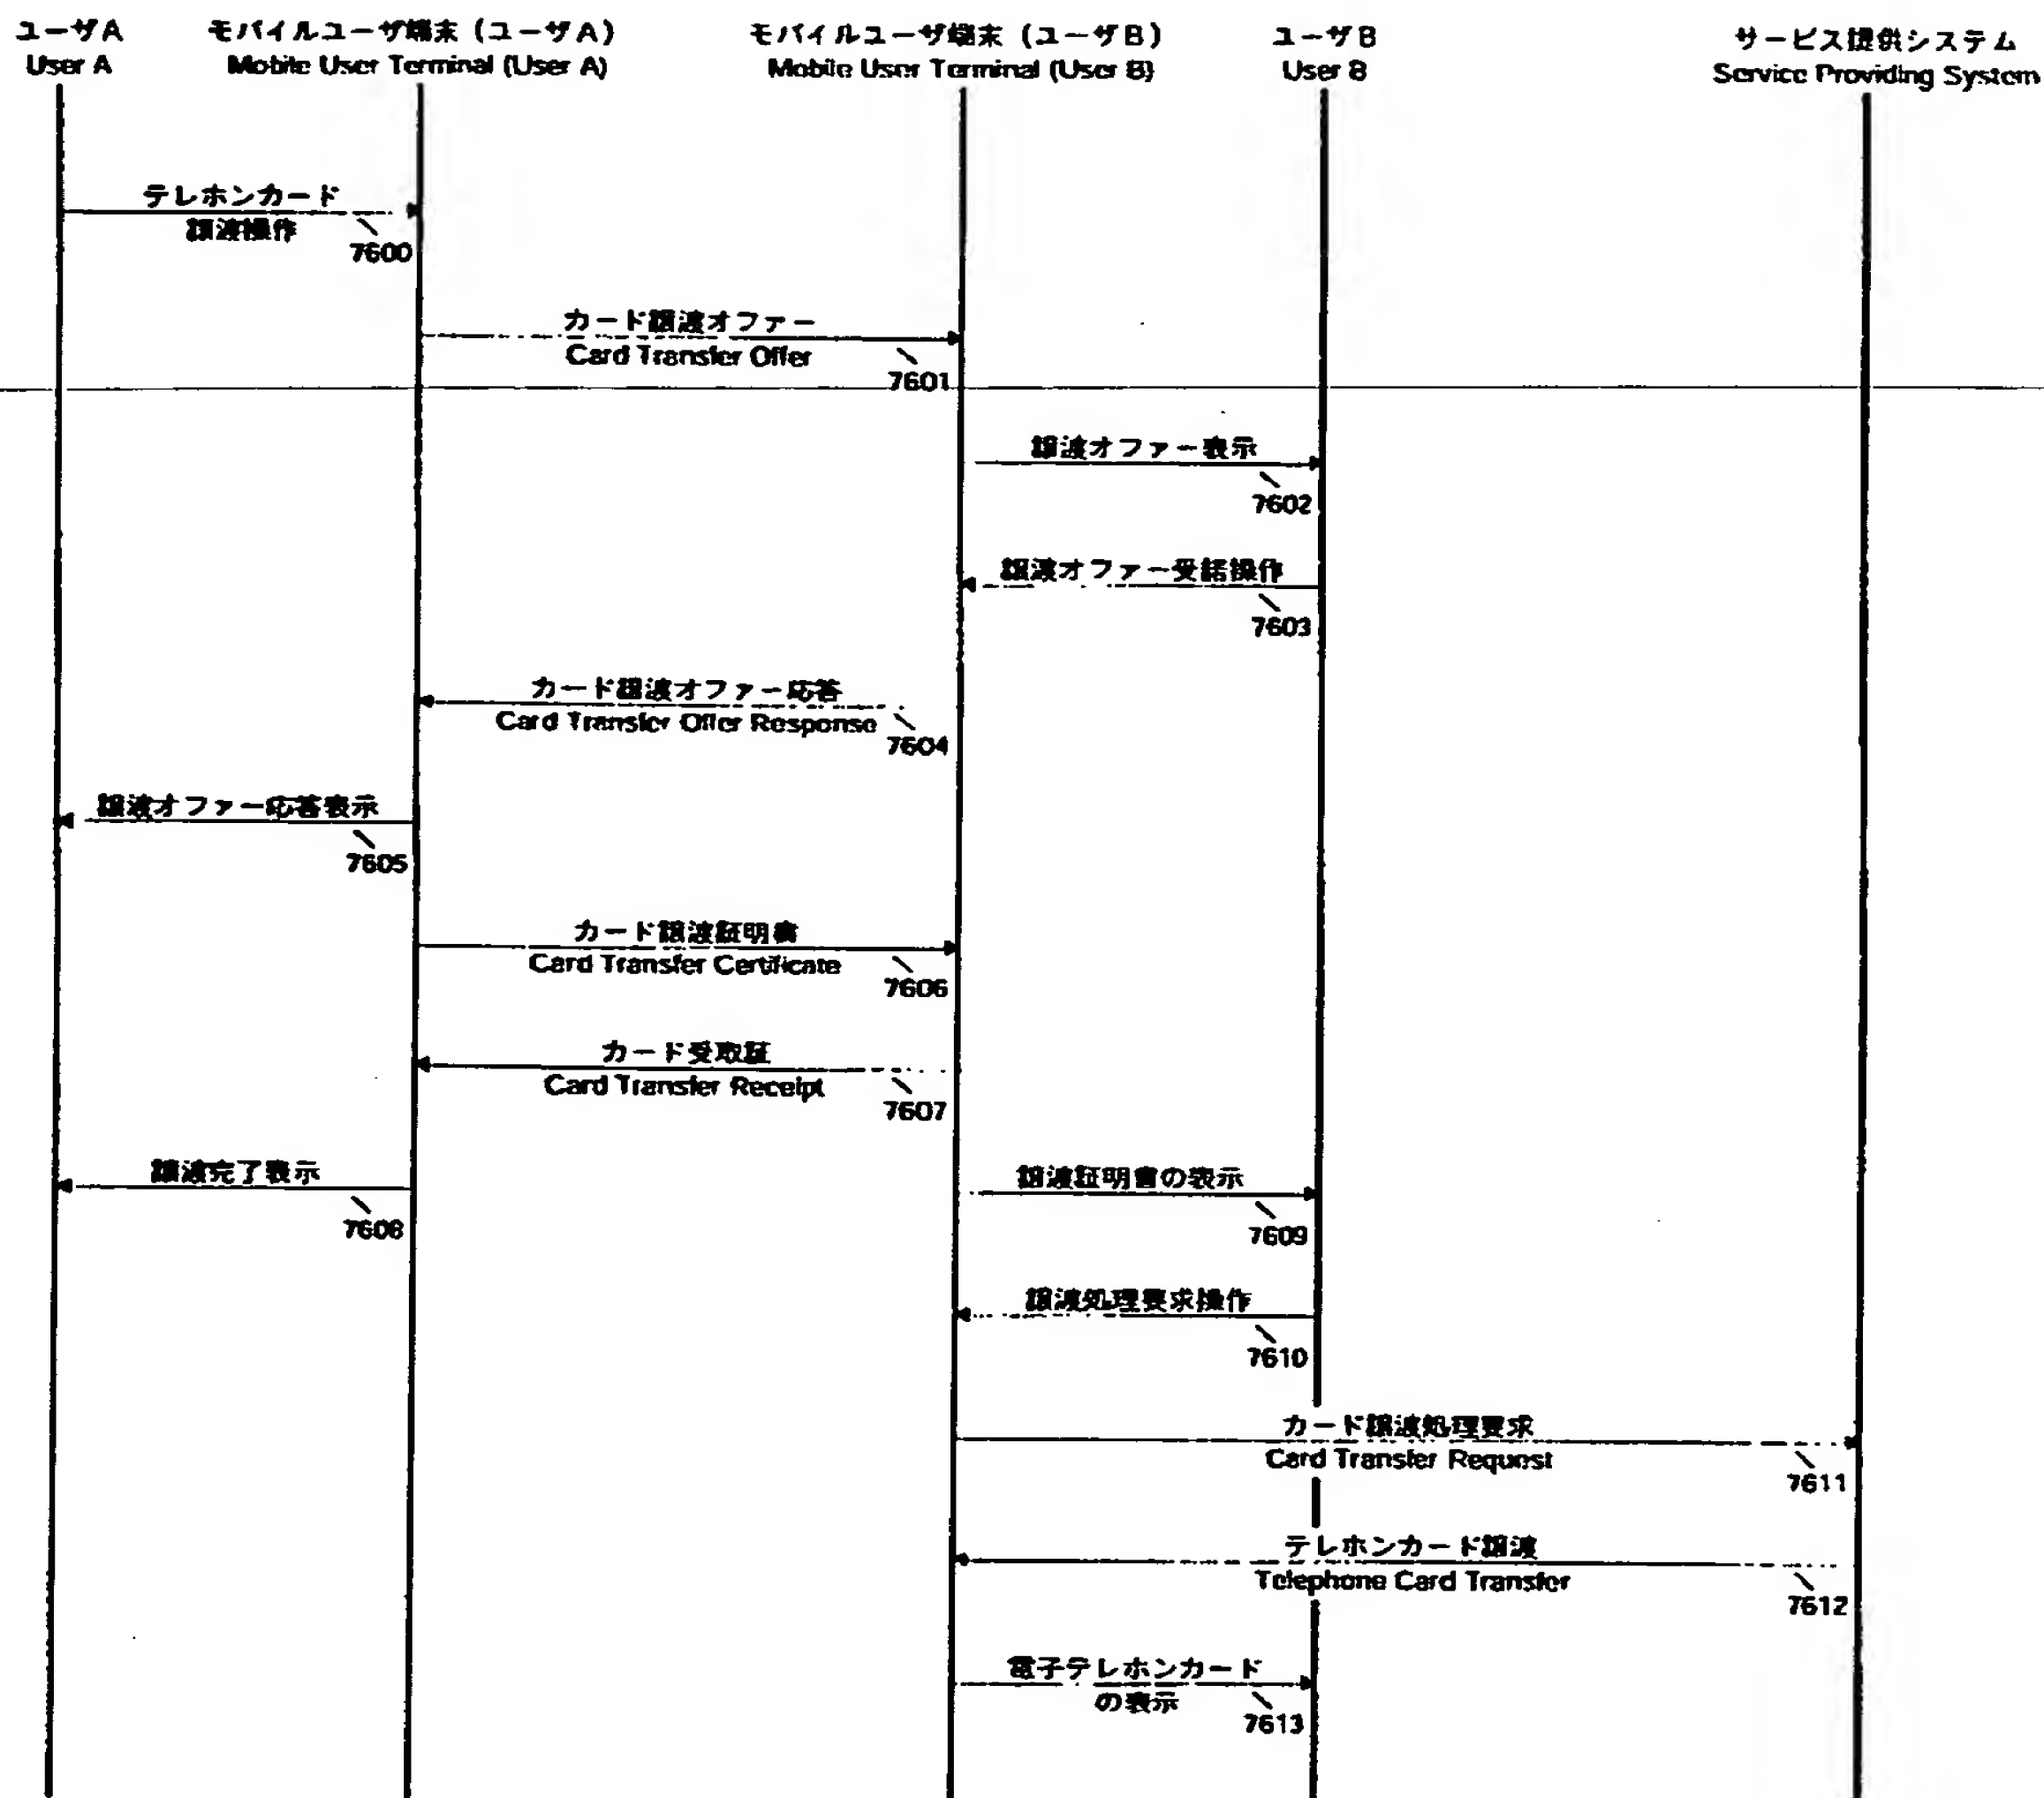 ユーザA
User A
モバイルユーザ端末（ユーザA）
Mobile User Terminal (User A)
モバイルユーザ端末（ユーザB）
Mobile User Terminal (User B)
ユーザB
User B
サービス提供システム
Service Providing System
テレホンカード
譲渡操作
7600
カード譲渡オファー
Card Transfer Offer
7601
譲渡オファー表示
7602
譲渡オファー受諾操作
7603
カード譲渡オファー応答
Card Transfer Offer Response
7604
譲渡オファー応答表示
7605
カード譲渡証明書
Card Transfer Certificate
7606
カード受取証
Card Transfer Receipt
7607
譲渡完了表示
7608
譲渡証明書の表示
7609
譲渡処理要求操作
7610
カード譲渡処理要求
Card Transfer Request
7611
テレホンカード譲渡
Telephone Card Transfer
7612
電子テレホンカード
の表示
7613